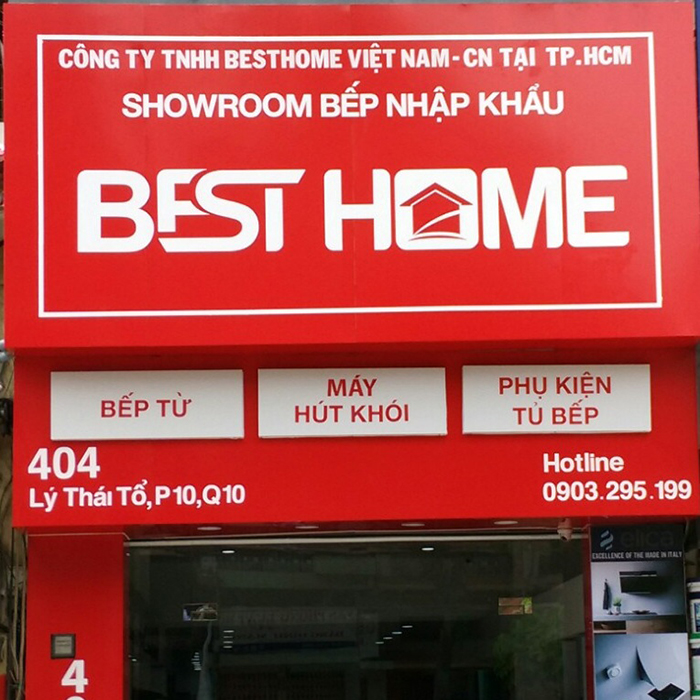 CÔNG TY TNHH BESTHOME VIỆT NAM-CN TẠI TP.HCM
SHOWROOM BẾP NHẬP KHẨU
BEST HOME
BẾP TỪ
MÁY
HÚT KHÓI
PHỤ KIỆN
TỦ BẾP
404
Lý Thái Tổ,P10,Q10
Hotline
0903.295.199
elica
EXCELLENCE OF THE MADE IN ITALY
4